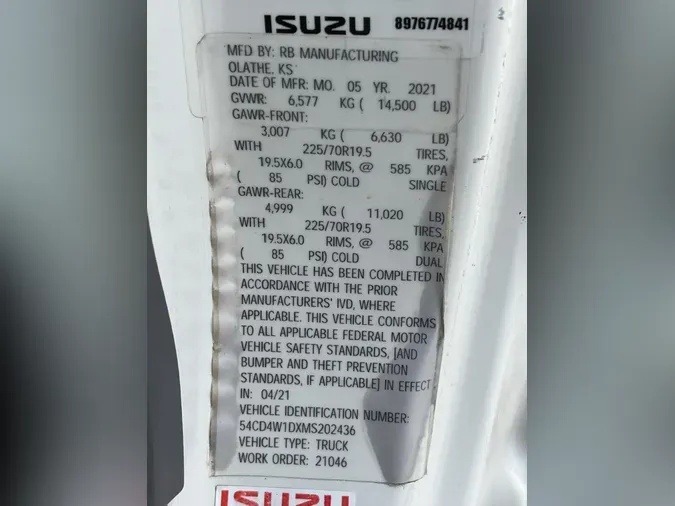 ISUZU 8976774841
MFD BY: RB MANUFACTURING
OLATHE, KS
DATE OF MFR: MO. 05 YR. 2021
GVWR: 6,577 KG ( 14,500 LB)
GAWR-FRONT:
3,007 KG ( 6,630 LB)
WITH 225/70R19.5 TIRES,
19.5X6.0 RIMS, @ 585 KPA
( 85 PSI) COLD SINGLE
GAWR-REAR:
4,999 KG ( 11,020 LB)
WITH 225/70R19.5 TIRES,
19.5X6.0 RIMS, @ 585 KPA
( 85 PSI) COLD DUAL
THIS VEHICLE HAS BEEN COMPLETED IN
ACCORDANCE WITH THE PRIOR
MANUFACTURERS' IVD, WHERE
APPLICABLE. THIS VEHICLE CONFORMS
TO ALL APPLICABLE FEDERAL MOTOR
VEHICLE SAFETY STANDARDS, [AND
BUMPER AND THEFT PREVENTION
STANDARDS, IF APPLICABLE] IN EFFECT
IN: 04/21
VEHICLE IDENTIFICATION NUMBER:
54CD4W1DXMS202436
VEHICLE TYPE: TRUCK
WORK ORDER: 21046
ISUZU